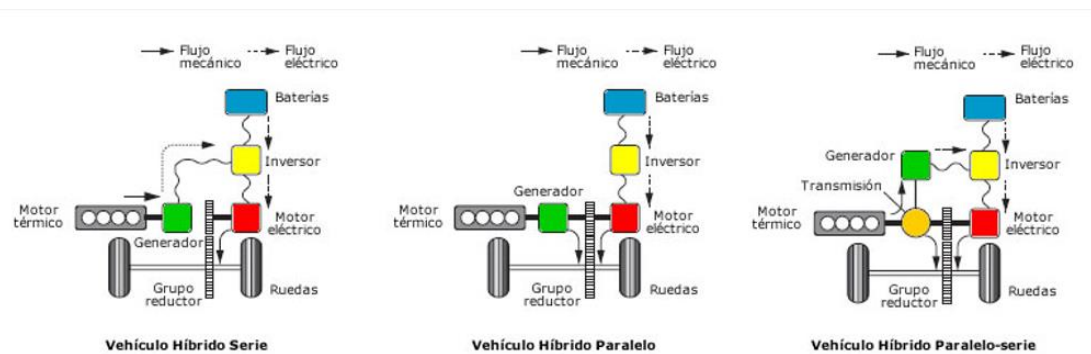 Flujo mecánico
Flujo eléctrico
Baterías
Inversor
Motor térmico
Generador
Motor eléctrico
Grupo reductor
Ruedas
Vehículo Híbrido Serie
Flujo mecánico
Flujo eléctrico
Baterías
Inversor
Generador
Motor térmico
Motor eléctrico
Grupo reductor
Ruedas
Vehículo Híbrido Paralelo
Flujo mecánico
Flujo eléctrico
Baterías
Generador
Inversor
Transmisión
Motor térmico
Motor eléctrico
Grupo reductor
Ruedas
Vehículo Híbrido Paralelo-serie